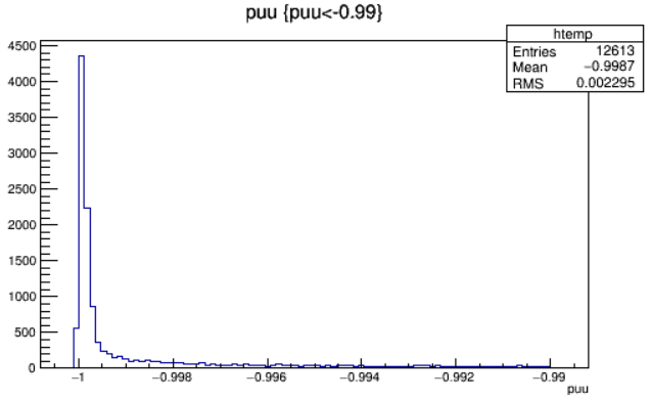 puu {puu<-0.99}
htemp
Entries 12613
Mean −0.9987
RMS 0.002295
4500
4000
3500
3000
2500
2000
1500
1000
500
0
−1 −0.998 −0.996 −0.994 −0.992 −0.99
puu